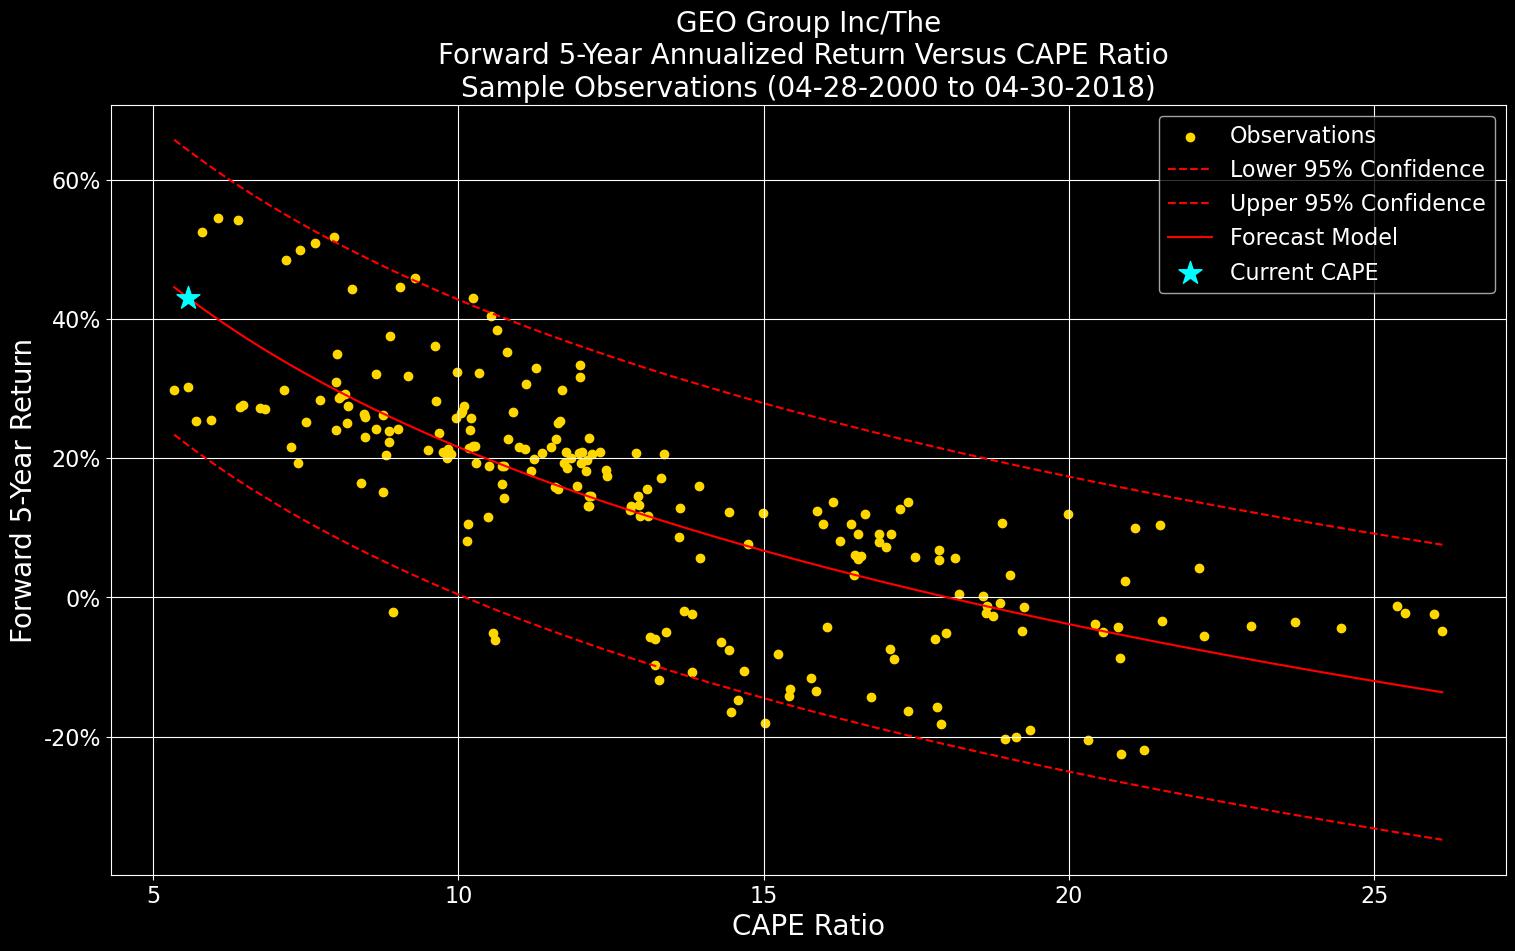 GEO Group Inc/The
Forward 5-Year Annualized Return Versus CAPE Ratio
Sample Observations (04-28-2000 to 04-30-2018)
Observations
Lower 95% Confidence
Upper 95% Confidence
Forecast Model
Current CAPE
Forward 5-Year Return
60%
40%
20%
0%
-20%
5 10 15 20 25
CAPE Ratio